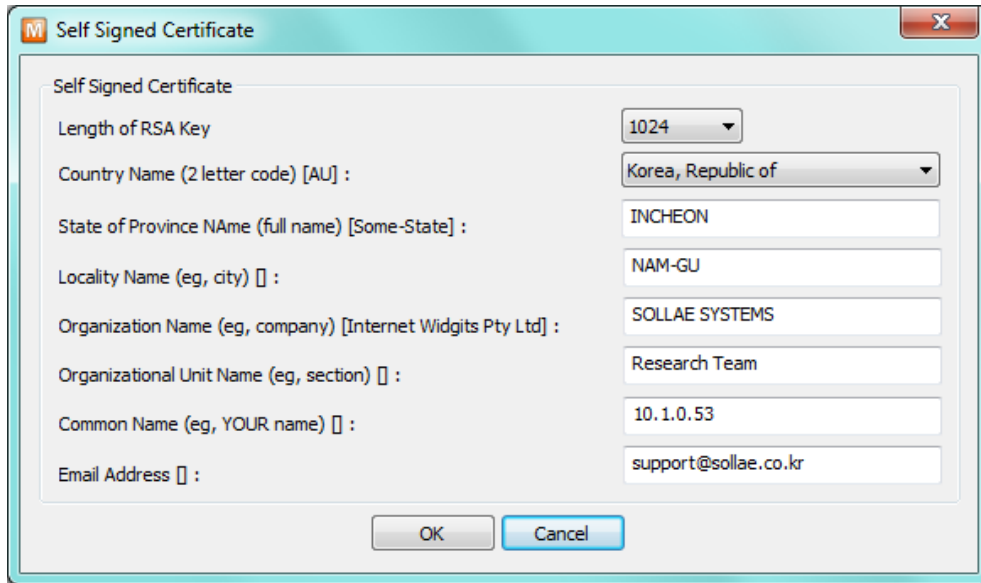 M Self Signed Certificate X
Self Signed Certificate
Length of RSA Key 1024
Country Name (2 letter code) [AU] : Korea, Republic of
State of Province NAme (full name) [Some-State] : INCHEON
Locality Name (eg, city) [] : NAM-GU
Organization Name (eg, company) [Internet Widgits Pty Ltd] : SOLLAE SYSTEMS
Organizational Unit Name (eg, section) [] : Research Team
Common Name (eg, YOUR name) [] : 10.1.0.53
Email Address [] : support@sollae.co.kr
OK Cancel